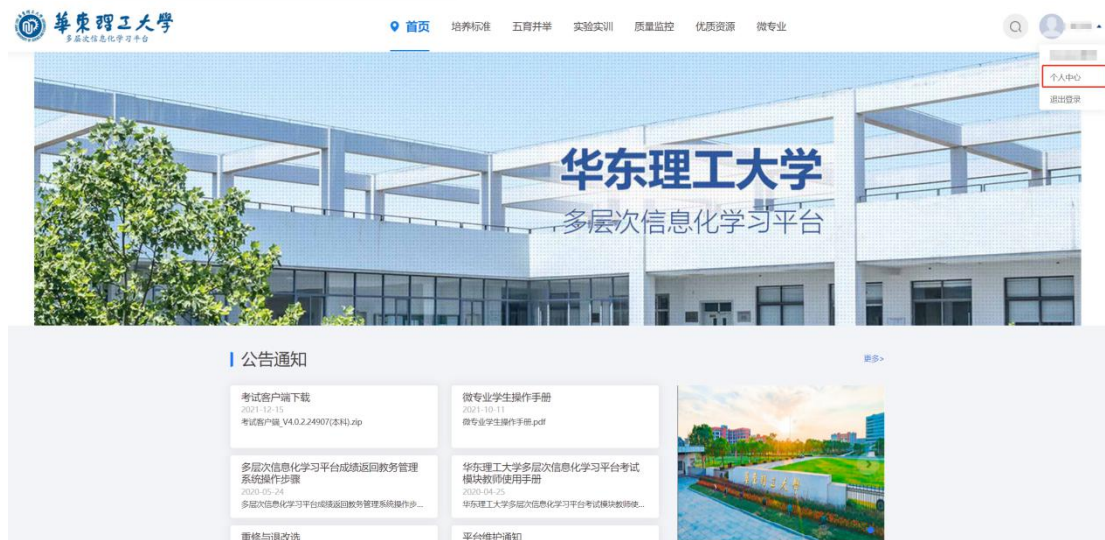 華東理工大學
多层次信息化学习平台
首页 培养标准 五育并举 实验实训 质量监控 优质资源 微专业
个人中心
退出登录
华东理工大学
多层次信息化学习平台
公告通知
更多>
考试客户端下载
2021-12-15
考试客户端_V4.0.2.24907(本科).zip
微专业学生操作手册
2021-10-11
微专业学生操作手册.pdf
多层次信息化学习平台成绩返回教务管理
系统操作步骤
2020-05-24
多层次信息化学习平台成绩返回教务管理系统操作步...
华东理工大学多层次信息化学习平台考试
模块教师使用手册
2020-04-25
华东理工大学多层次信息化学习平台考试模块教师使...
重修与退改选
平台维护通知